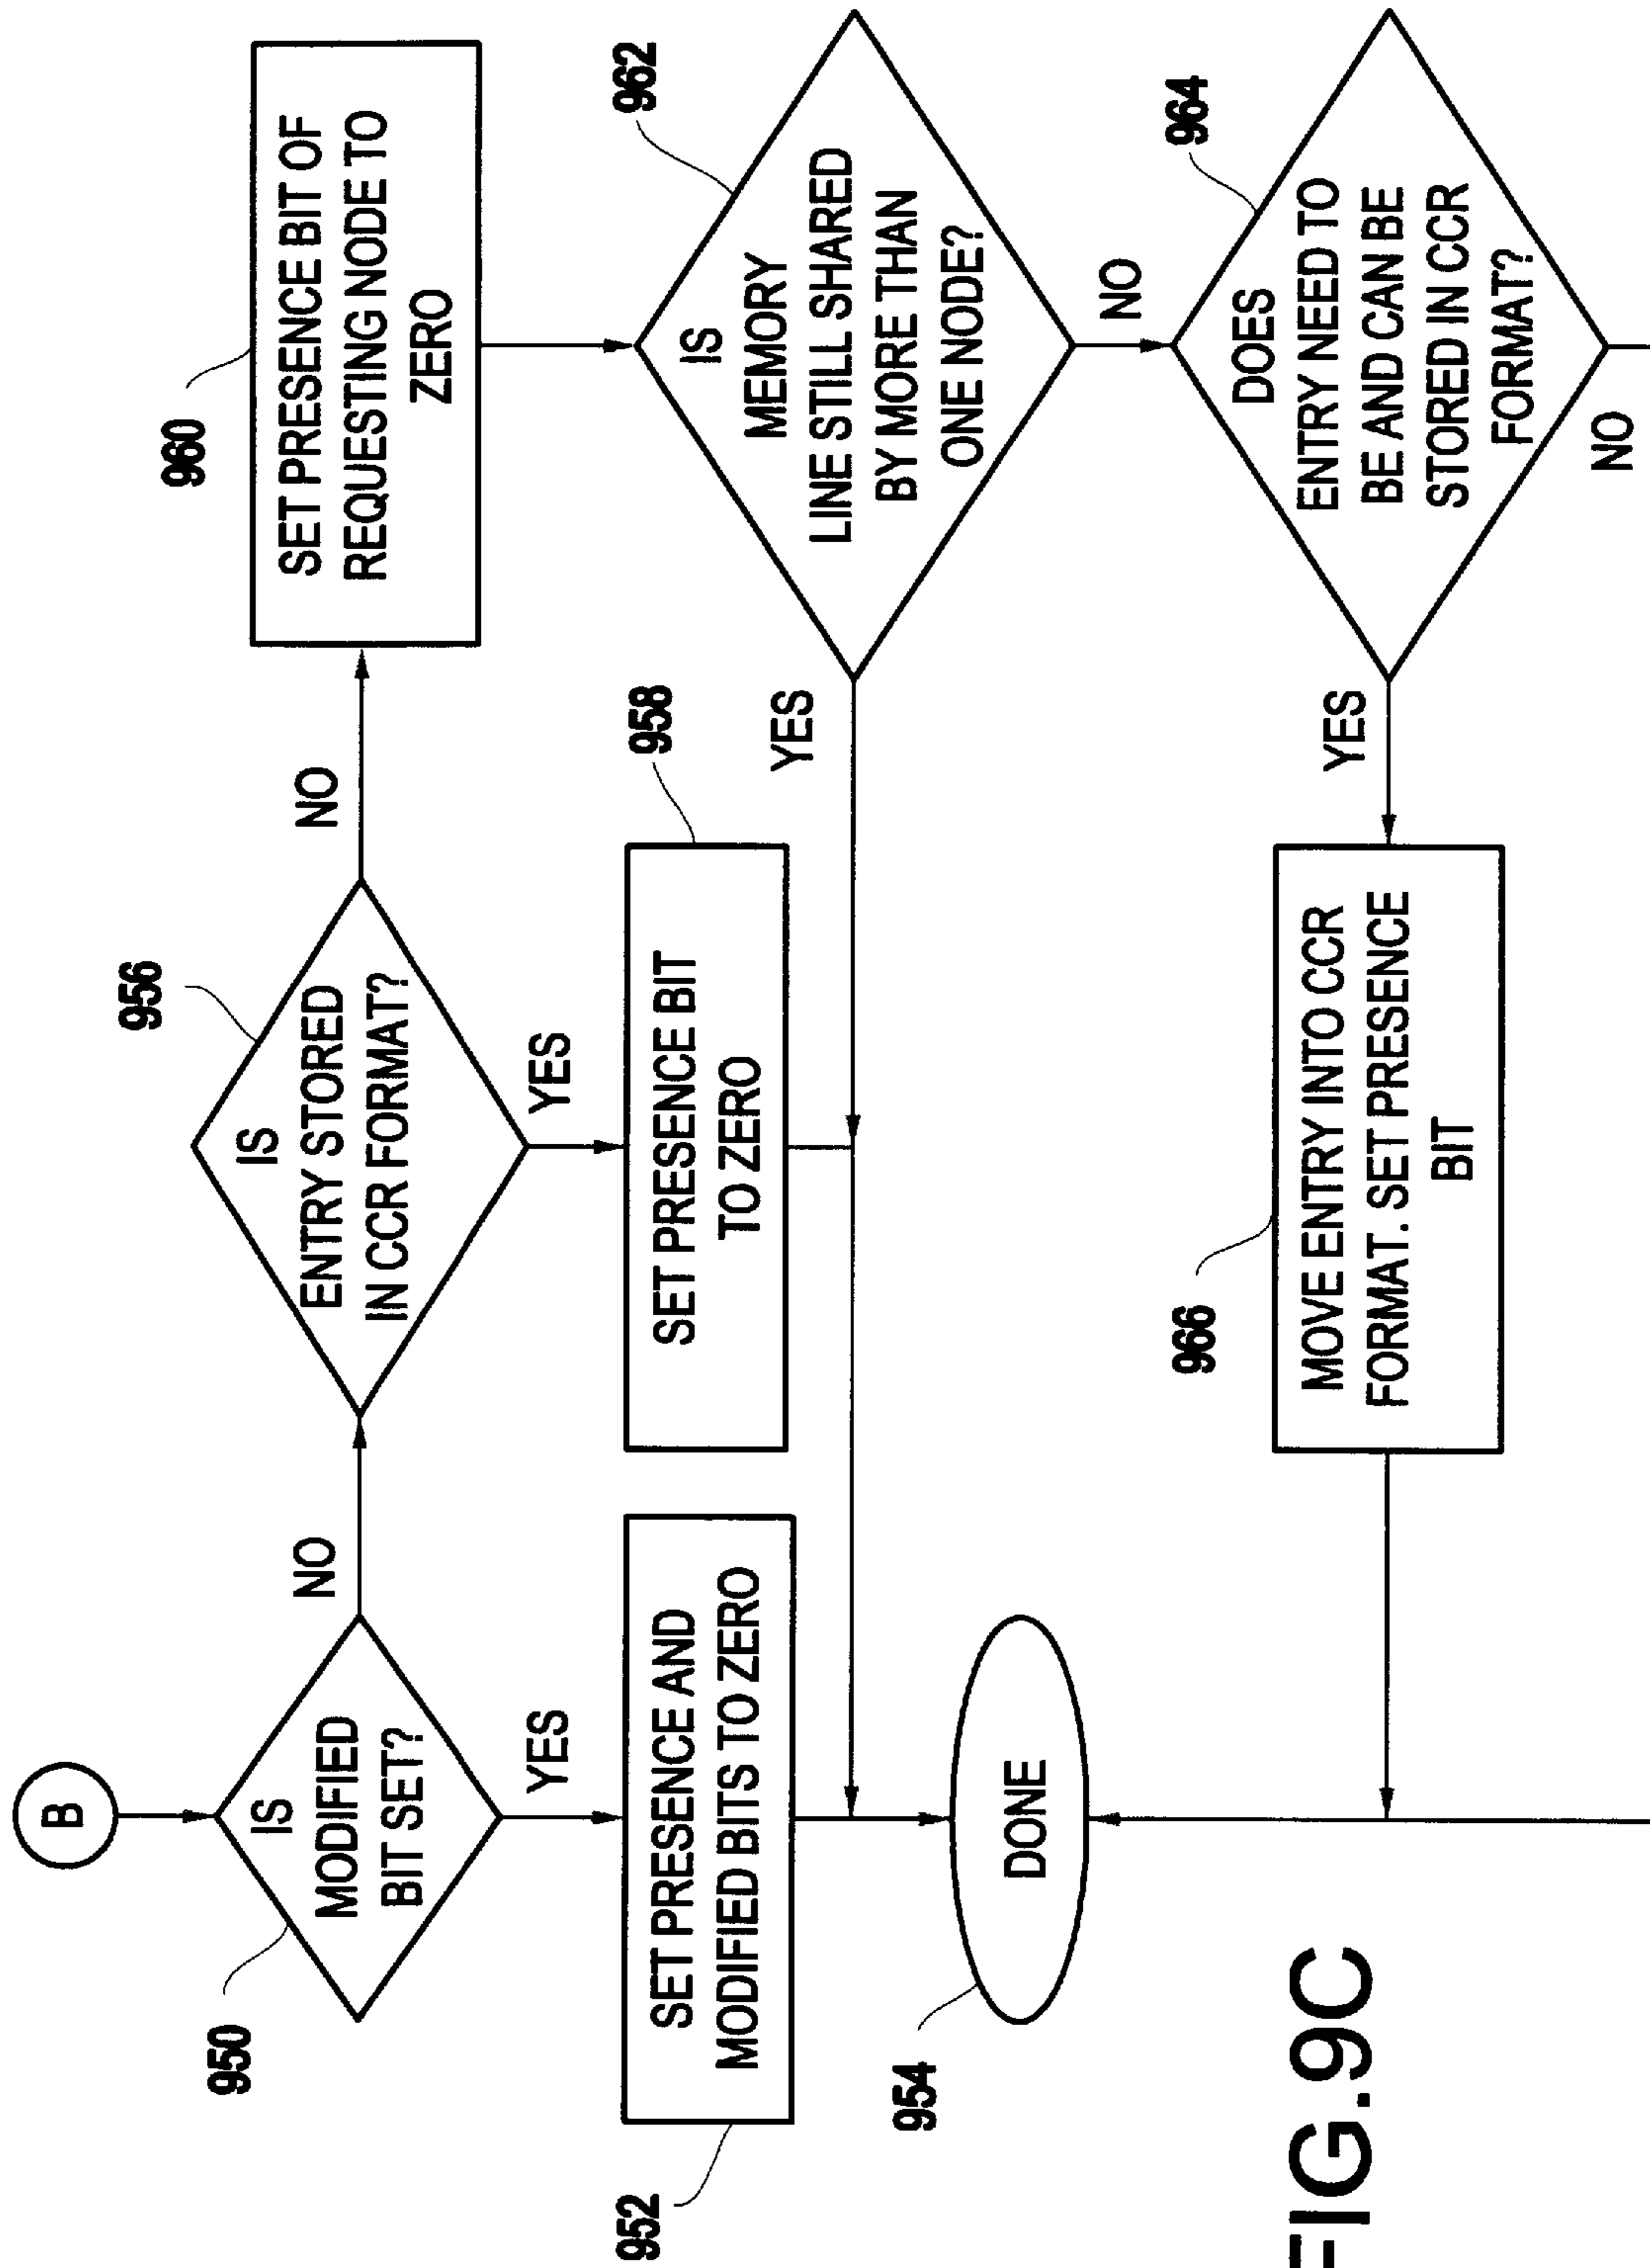 B
950
IS
MODIFIED
BIT SET?
NO
YES
956
IS
ENTRY STORED
IN CCR FORMAT?
NO
YES
960
SET PRESENCE BIT OF
REQUESTING NODE TO
ZERO
952
SET PRESENCE AND
MODIFIED BITS TO ZERO
958
SET PRESENCE BIT
TO ZERO
962
IS
MEMORY
LINE STILL SHARED
BY MORE THAN
ONE NODE?
YES
NO
954
DONE
964
DOES
ENTRY NEED TO
BE AND CAN BE
STORED IN CCR
FORMAT?
YES
NO
966
MOVE ENTRY INTO CCR
FORMAT. SET PRESENCE
BIT
FIG.9C